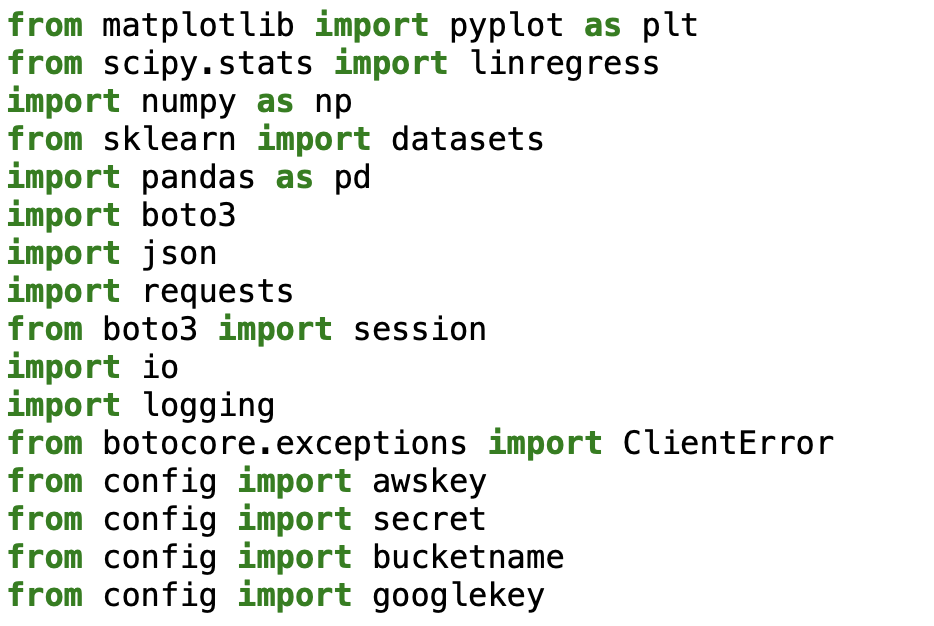 from matplotlib import pyplot as plt
from scipy.stats import linregress
import numpy as np
from sklearn import datasets
import pandas as pd
import boto3
import json
import requests
from boto3 import session
import io
import logging
from botocore.exceptions import ClientError
from config import awskey
from config import secret
from config import bucketname
from config import googlekey